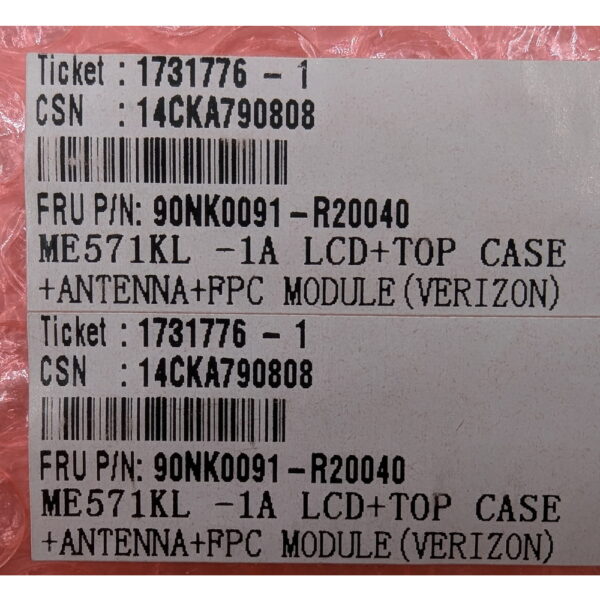 Ticket : 1731776 - 1
CSN : 14CKA790808
FRU P/N: 90NK0091-R20040
ME571KL -1A LCD+TOP CASE
+ANTENNA+FPC MODULE(VERIZON)
Ticket : 1731776 - 1
CSN : 14CKA790808
FRU P/N: 90NK0091-R20040
ME571KL -1A LCD+TOP CASE
+ANTENNA+FPC MODULE(VERIZON)